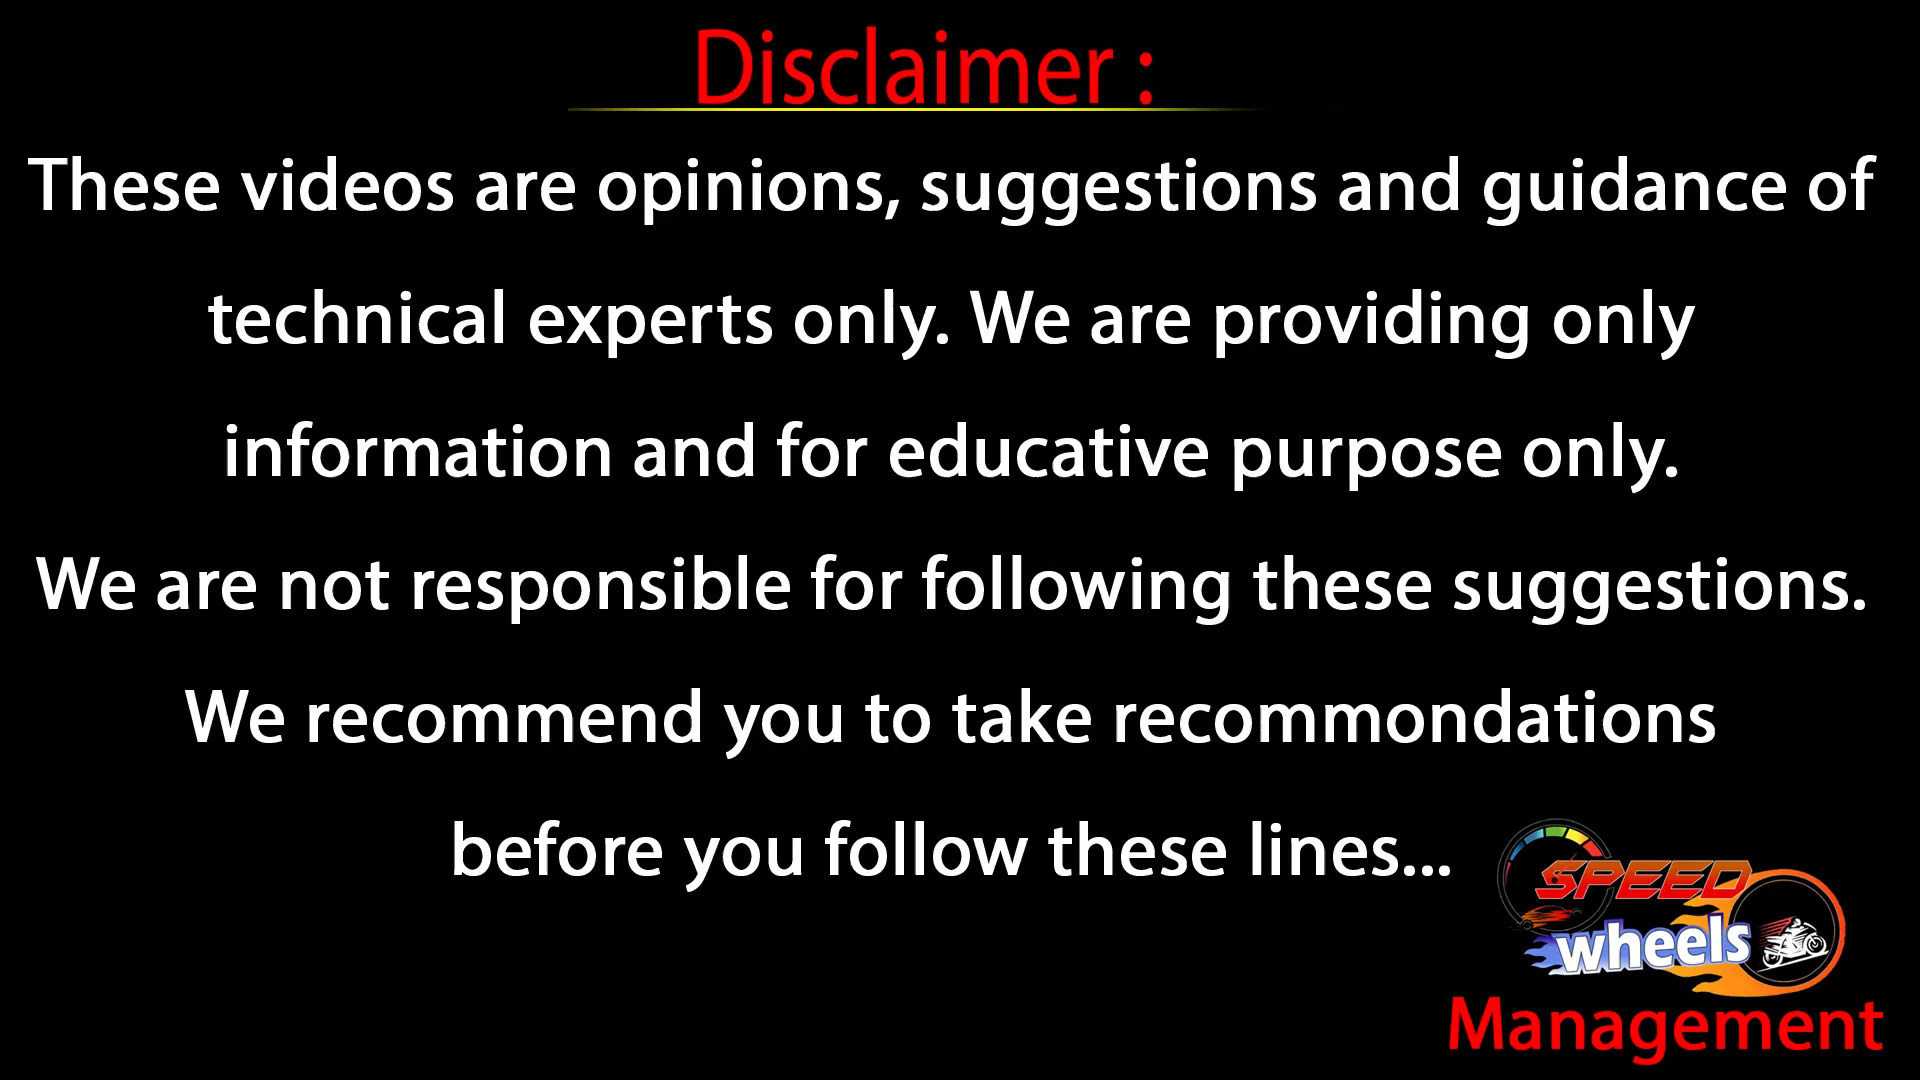 Disclaimer :
These videos are opinions, suggestions and guidance of
technical experts only. We are providing only
information and for educative purpose only.
We are not responsible for following these suggestions.
We recommend you to take recommondations
before you follow these lines...
SPEED
wheels
Management